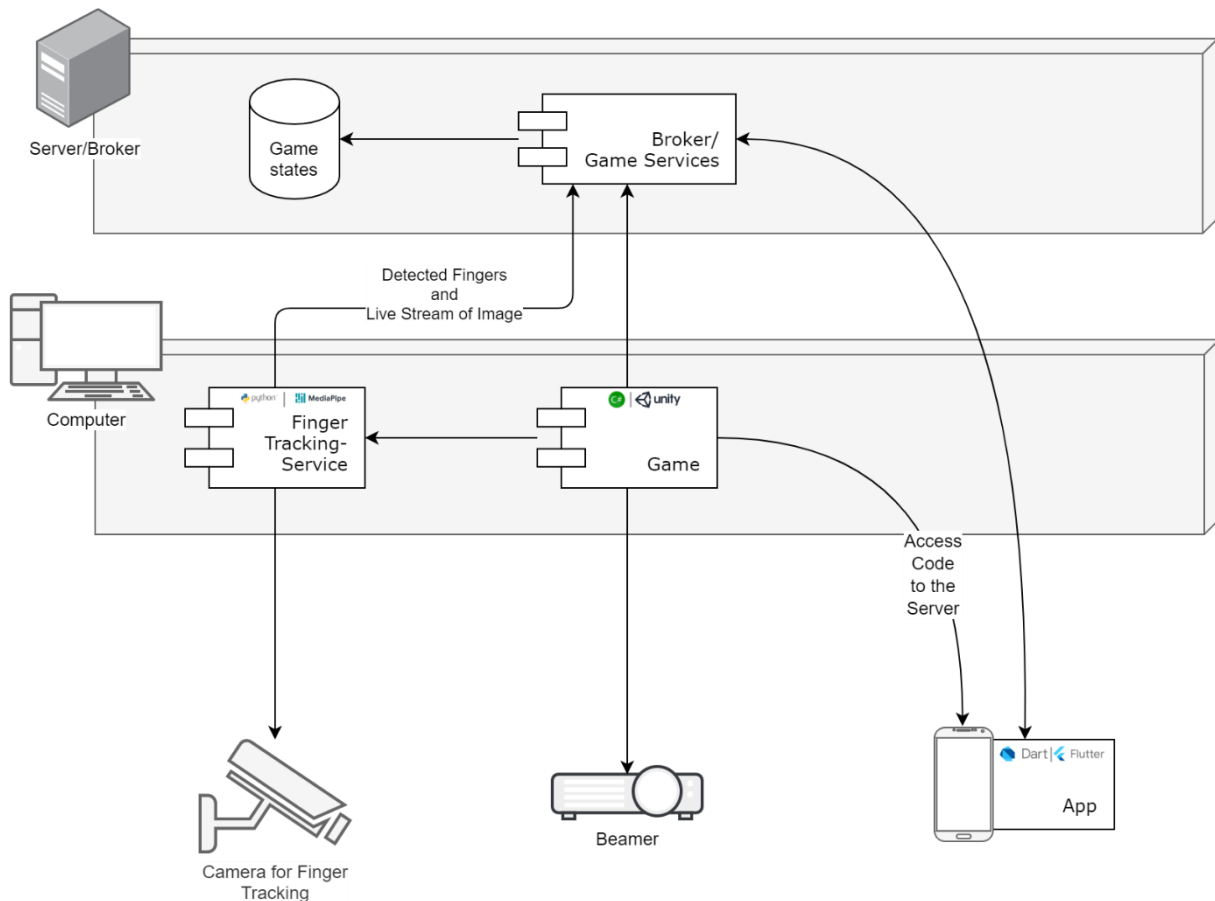 Server/Broker
Game
states
Broker/
Game Services
Detected Fingers
and
Live Stream of Image
Computer
python
MediaPipe
Finger
Tracking-
Service
C#
unity
Game
Access
Code
to the
Server
Camera for Finger
Tracking
Beamer
Dart
Flutter
App